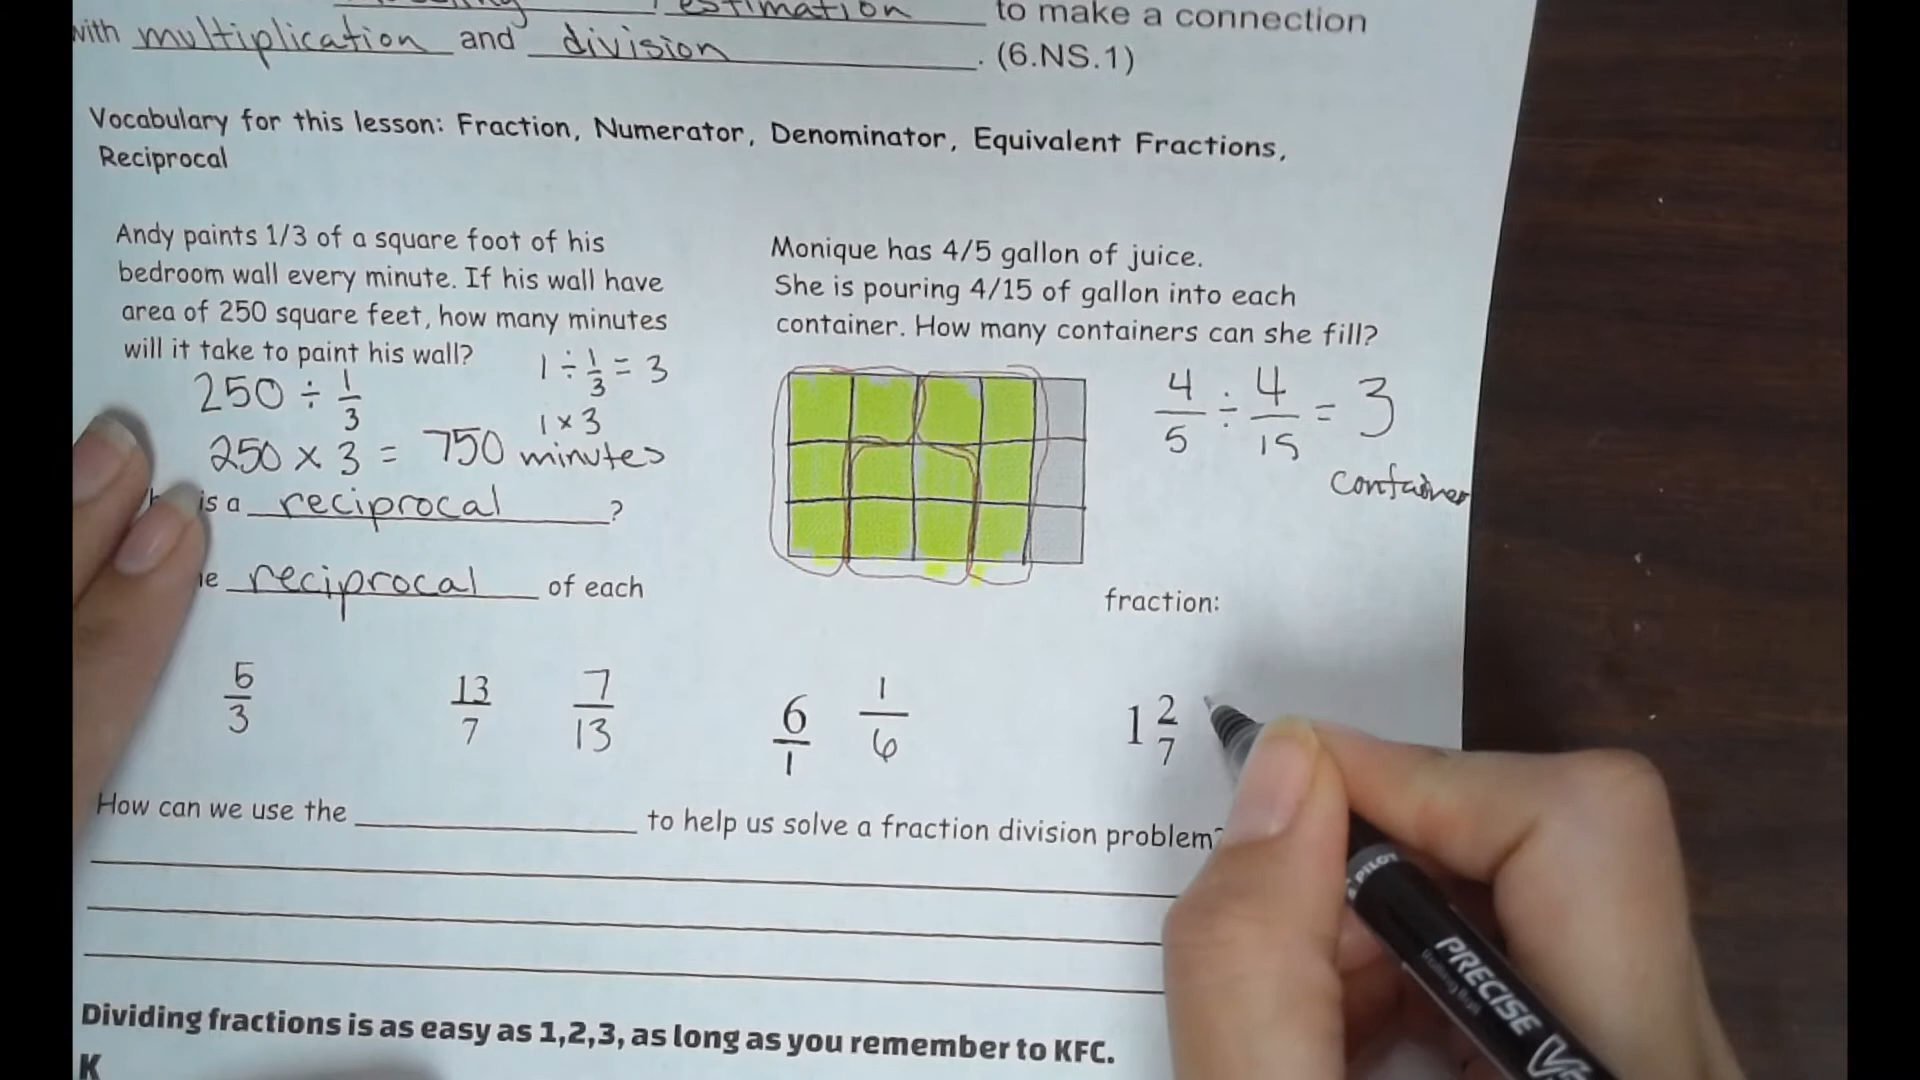 estimation to make a connection
with multiplication and division. (6.NS.1)
Vocabulary for this lesson: Fraction, Numerator, Denominator, Equivalent Fractions,
Reciprocal
Andy paints 1/3 of a square foot of his
bedroom wall every minute. If his wall have
area of 250 square feet, how many minutes
will it take to paint his wall?
1 ÷ 1/3 = 3
1 × 3
250 ÷ 1/3
250 × 3 = 750 minutes
Monique has 4/5 gallon of juice.
She is pouring 4/15 of gallon into each
container. How many containers can she fill?
4/5 ÷ 4/15 = 3
container
is a reciprocal?
reciprocal of each fraction:
5/3 13/7 7/13 6/1 1/6 1 2/7
How can we use the ____ to help us solve a fraction division problem?
Dividing fractions is as easy as 1,2,3, as long as you remember to KFC.
K
PILOT
PRECISE V5
Rolling Ball